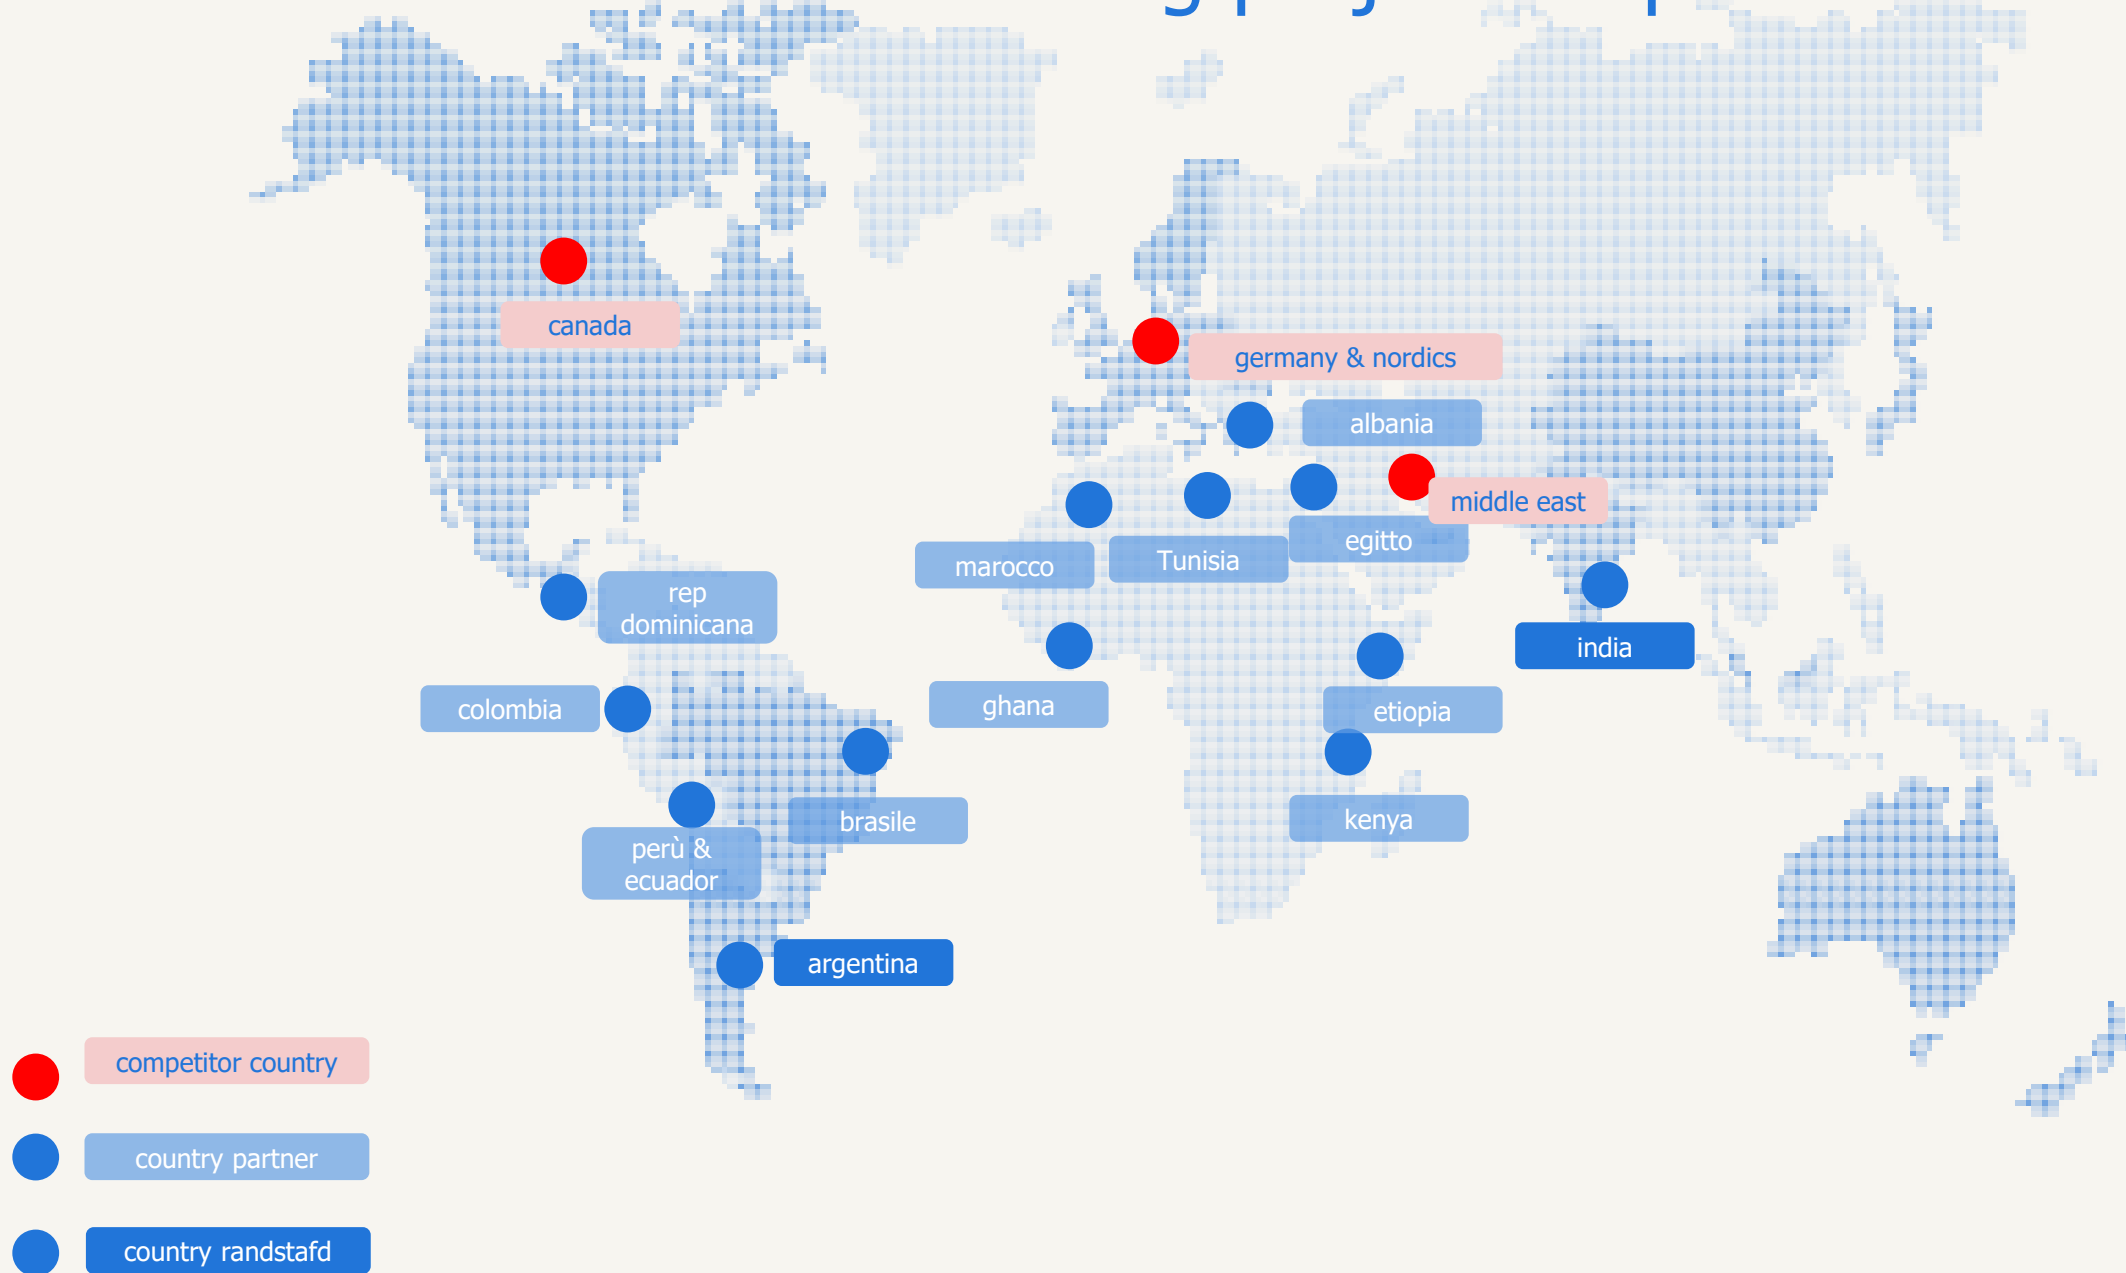 canada
germany & nordics
albania
middle east
egitto
Tunisia
marocco
rep
dominicana
india
ghana
colombia
etiopia
brasile
kenya
perù &
ecuador
argentina
competitor country
country partner
country randstafd